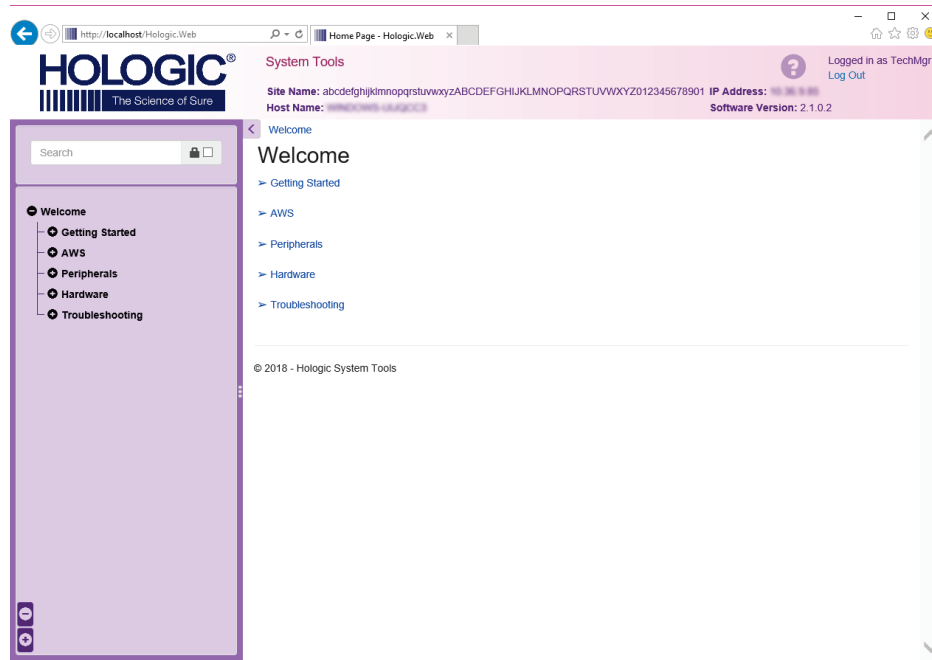 http://localhost/Hologic.Web
Home Page - Hologic.Web
HOLOGIC®
The Science of Sure
System Tools
Logged in as TechMgr
Log Out
Site Name: abcdefghijklmnopqrstuvwxyzABCDEFGHIJKLMNOPQRSTUVWXYZ012345678901 IP Address:
Host Name:
Software Version: 2.1.0.2
Search
Welcome
Getting Started
AWS
Peripherals
Hardware
Troubleshooting
Welcome
Welcome
➢ Getting Started
➢ AWS
➢ Peripherals
➢ Hardware
➢ Troubleshooting
© 2018 - Hologic System Tools